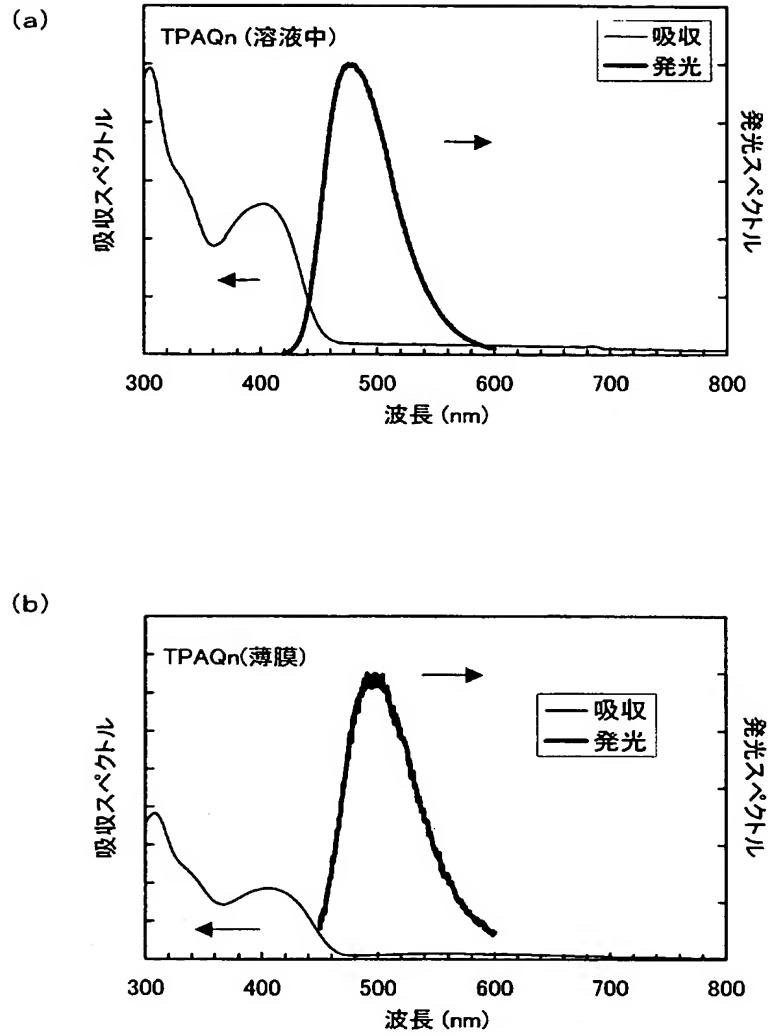 (a)
TPAQn (溶液中)
吸収
発光
吸収スペクトル
発光スペクトル
300 400 500 600 700 800
波長 (nm)
(b)
TPAQn(薄膜)
吸収
発光
吸収スペクトル
発光スペクトル
300 400 500 600 700 800
波長 (nm)